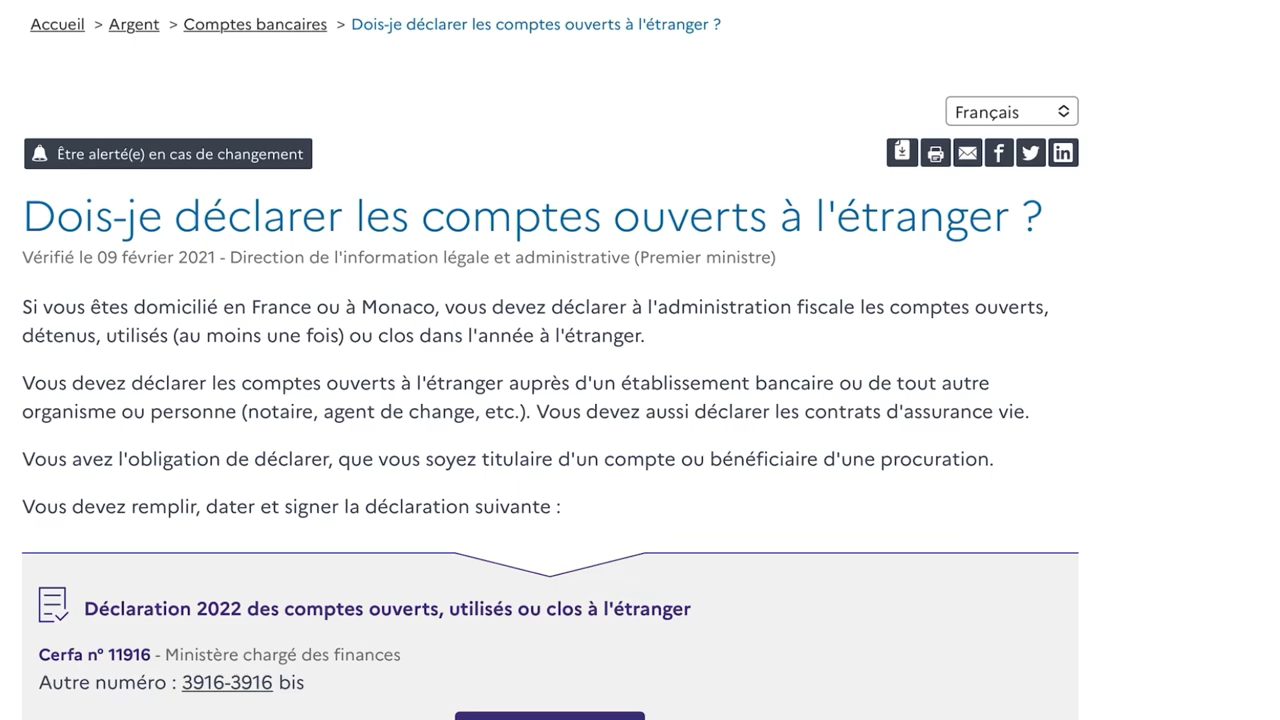 Accueil > Argent > Comptes bancaires > Dois-je déclarer les comptes ouverts à l'étranger ?
Français
Être alerté(e) en cas de changement
Dois-je déclarer les comptes ouverts à l'étranger ?
Vérifié le 09 février 2021 - Direction de l'information légale et administrative (Premier ministre)
Si vous êtes domicilié en France ou à Monaco, vous devez déclarer à l'administration fiscale les comptes ouverts,
détenus, utilisés (au moins une fois) ou clos dans l'année à l'étranger.
Vous devez déclarer les comptes ouverts à l'étranger auprès d'un établissement bancaire ou de tout autre
organisme ou personne (notaire, agent de change, etc.). Vous devez aussi déclarer les contrats d'assurance vie.
Vous avez l'obligation de déclarer, que vous soyez titulaire d'un compte ou bénéficiaire d'une procuration.
Vous devez remplir, dater et signer la déclaration suivante :
Déclaration 2022 des comptes ouverts, utilisés ou clos à l'étranger
Cerfa n° 11916 - Ministère chargé des finances
Autre numéro : 3916-3916 bis